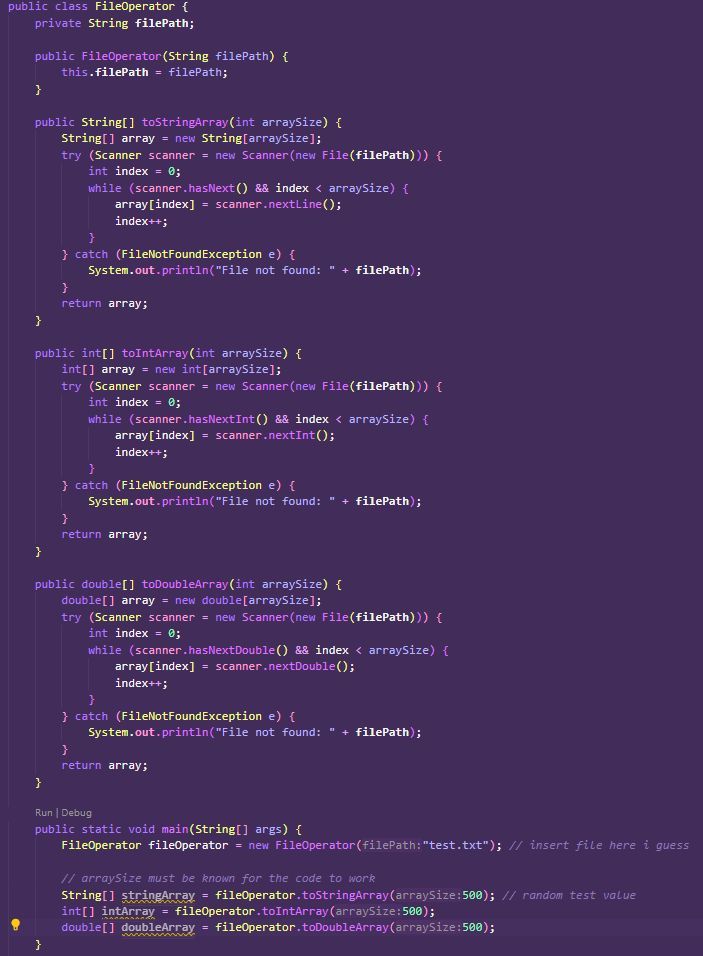 public class FileOperator {
    private String filePath;

    public FileOperator(String filePath) {
        this.filePath = filePath;
    }

    public String[] toStringArray(int arraySize) {
        String[] array = new String[arraySize];
        try (Scanner scanner = new Scanner(new File(filePath))) {
            int index = 0;
            while (scanner.hasNext() && index < arraySize) {
                array[index] = scanner.nextLine();
                index++;
            }
        } catch (FileNotFoundException e) {
            System.out.println("File not found: " + filePath);
        }
        return array;
    }

    public int[] toIntArray(int arraySize) {
        int[] array = new int[arraySize];
        try (Scanner scanner = new Scanner(new File(filePath))) {
            int index = 0;
            while (scanner.hasNextInt() && index < arraySize) {
                array[index] = scanner.nextInt();
                index++;
            }
        } catch (FileNotFoundException e) {
            System.out.println("File not found: " + filePath);
        }
        return array;
    }

    public double[] toDoubleArray(int arraySize) {
        double[] array = new double[arraySize];
        try (Scanner scanner = new Scanner(new File(filePath))) {
            int index = 0;
            while (scanner.hasNextDouble() && index < arraySize) {
                array[index] = scanner.nextDouble();
                index++;
            }
        } catch (FileNotFoundException e) {
            System.out.println("File not found: " + filePath);
        }
        return array;
    }

    Run | Debug
    public static void main(String[] args) {
        FileOperator fileOperator = new FileOperator(filePath:"test.txt"); // insert file here i guess

        // arraySize must be known for the code to work
        String[] stringArray = fileOperator.toStringArray(arraySize:500); // random test value
        int[] intArray = fileOperator.toIntArray(arraySize:500);
        double[] doubleArray = fileOperator.toDoubleArray(arraySize:500);
    }